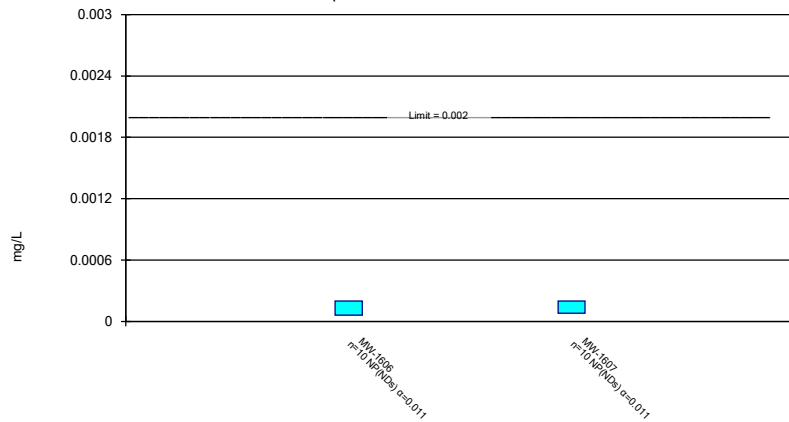 0.003
0.0024
Limit = 0.002
0.0018
0.0012
mg/L
0.0006
0
MW-1606
n=10 NP(NDs) α=0.011
MW-1607
n=10 NP(NDs) α=0.011